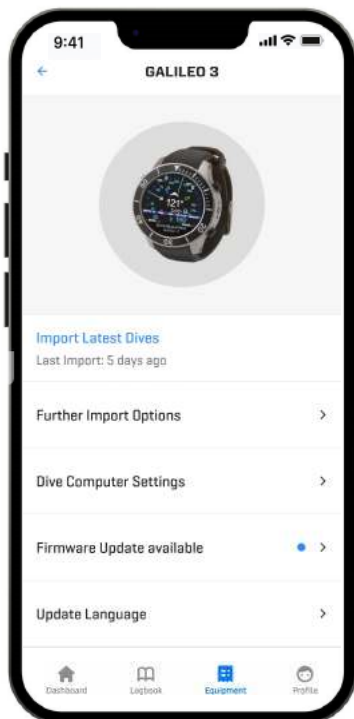 9:41
GALILEO 3
121°
Import Latest Dives
Last Import: 5 days ago
Further Import Options
Dive Computer Settings
Firmware Update available
Update Language
Dashboard
Logbook
Equipment
Profile